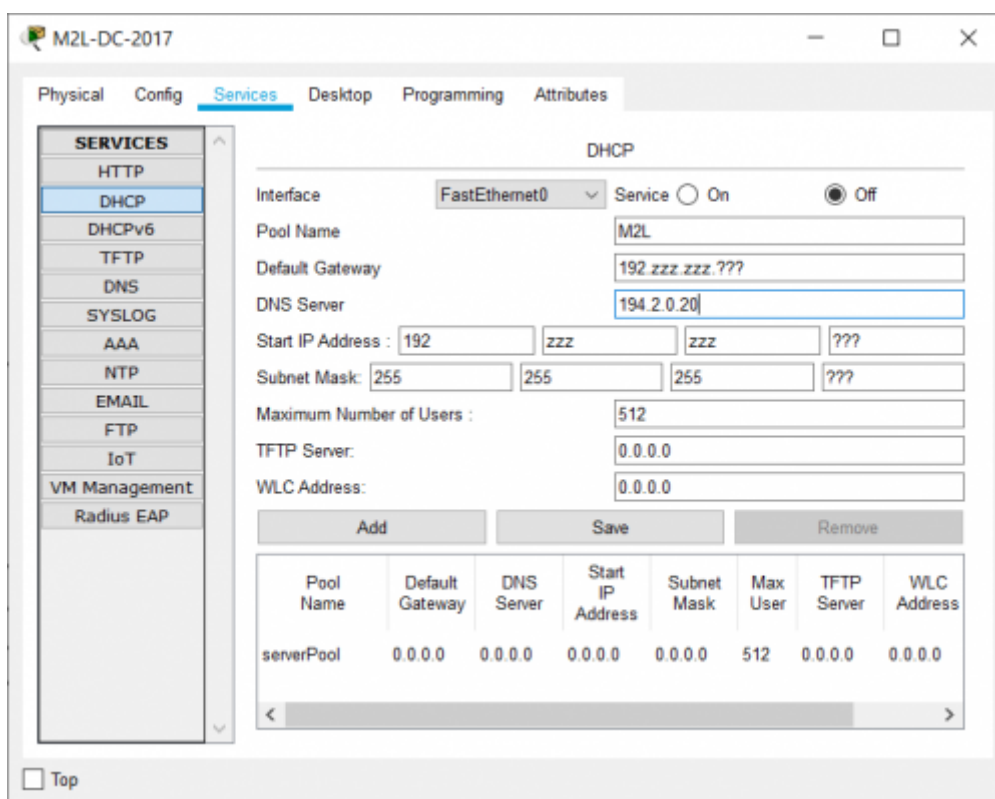 M2L-DC-2017
Physical Config Services Desktop Programming Attributes
SERVICES
HTTP
DHCP
DHCPv6
TFTP
DNS
SYSLOG
AAA
NTP
EMAIL
FTP
IoT
VM Management
Radius EAP
DHCP
Interface FastEthernet0 Service On Off
Pool Name M2L
Default Gateway 192.zzz.zzz.???
DNS Server 194.2.0.20
Start IP Address : 192 zzz zzz ???
Subnet Mask: 255 255 255 ???
Maximum Number of Users : 512
TFTP Server: 0.0.0.0
WLC Address: 0.0.0.0
Add Save Remove
Pool Name Default Gateway DNS Server Start IP Address Subnet Mask Max User TFTP Server WLC Address
serverPool 0.0.0.0 0.0.0.0 0.0.0.0 0.0.0.0 512 0.0.0.0 0.0.0.0
Top